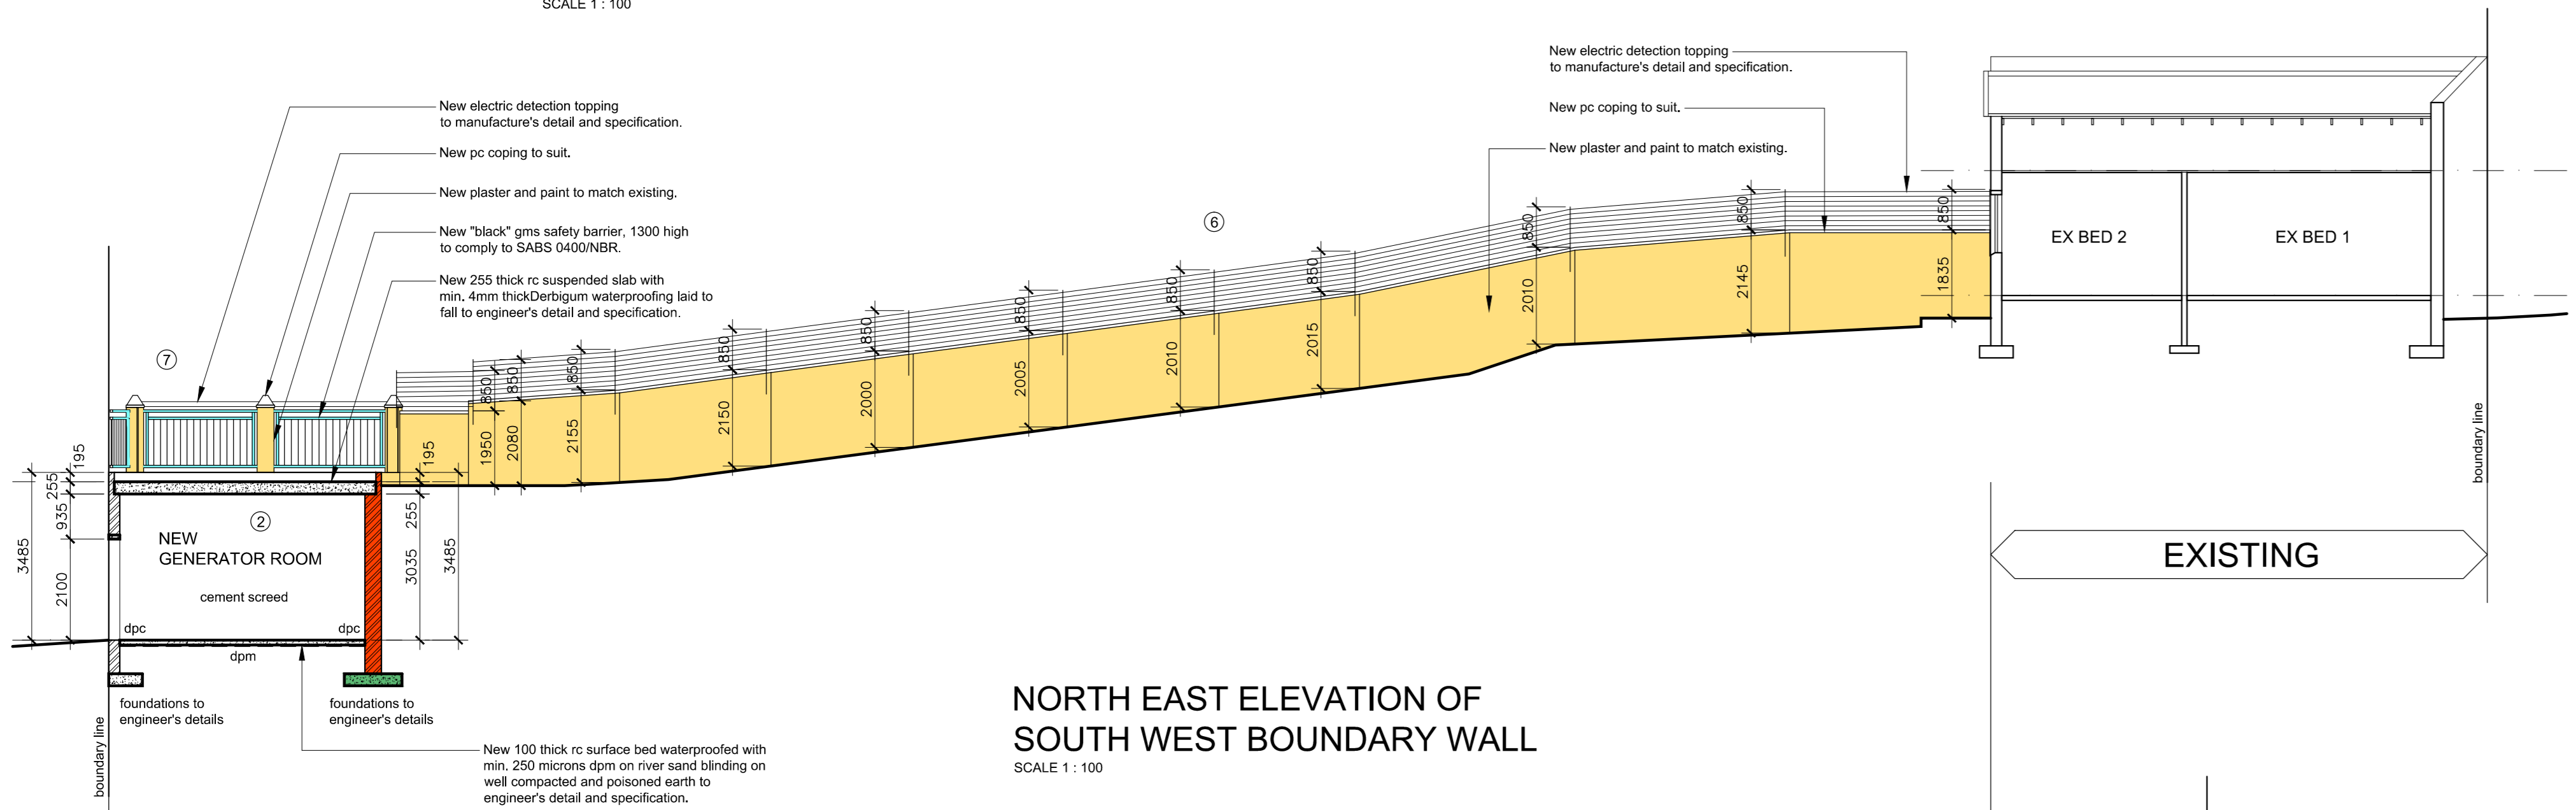 SCALE 1 : 100
New electric detection topping
to manufacture's detail and specification.
New pc coping to suit.
New plaster and paint to match existing.
New "black" gms safety barrier, 1300 high
to comply to SABS 0400/NBR.
New 255 thick rc suspended slab with
min. 4mm thickDerbigum waterproofing laid to
fall to engineer's detail and specification.
New electric detection topping
to manufacture's detail and specification.
New pc coping to suit.
New plaster and paint to match existing.
7
6
2
EX BED 2
EX BED 1
195
255
935
3485
2100
NEW
GENERATOR ROOM
cement screed
dpc
dpc
dpm
195
255
3035
3485
850
1950
850
2080
850
2155
850
2150
850
2000
850
2005
850
2010
850
2015
850
2010
850
2145
850
1835
boundary line
EXISTING
foundations to
engineer's details
foundations to
engineer's details
boundary line
New 100 thick rc surface bed waterproofed with
min. 250 microns dpm on river sand blinding on
well compacted and poisoned earth to
engineer's detail and specification.
NORTH EAST ELEVATION OF
SOUTH WEST BOUNDARY WALL
SCALE 1 : 100